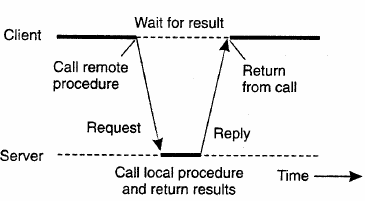 Wait for result
Client
Call remote
procedure
Return
from call
Request
Reply
Server
Call local procedure
and return results
Time